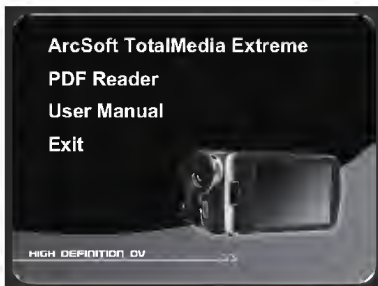 ArcSoft TotalMedia Extreme
PDF Reader
User Manual
Exit
HIGH DEFINITION DV